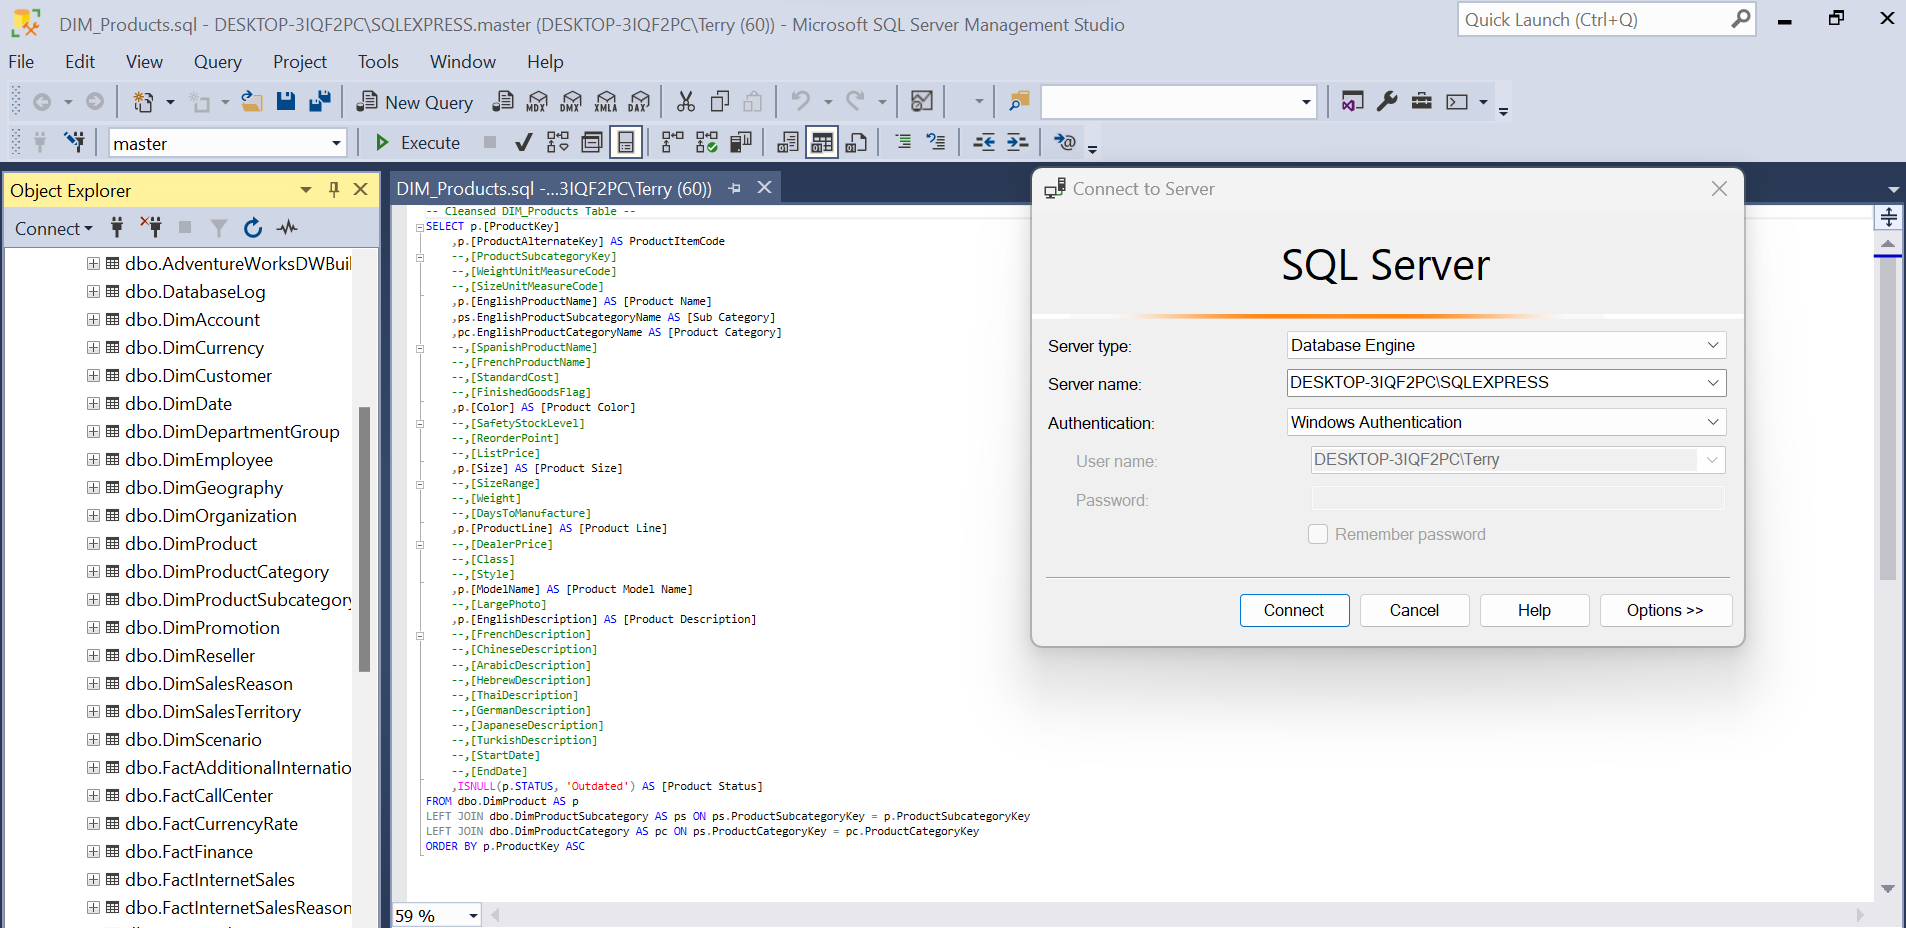 DIM_Products.sql - DESKTOP-3IQF2PC\SQLEXPRESS.master (DESKTOP-3IQF2PC\Terry (60)) - Microsoft SQL Server Management Studio
Quick Launch (Ctrl+Q)
File Edit View Query Project Tools Window Help
New Query MDX DMX XMLA DAX
master Execute
Object Explorer
Connect
dbo.AdventureWorksDWBuil
dbo.DatabaseLog
dbo.DimAccount
dbo.DimCurrency
dbo.DimCustomer
dbo.DimDate
dbo.DimDepartmentGroup
dbo.DimEmployee
dbo.DimGeography
dbo.DimOrganization
dbo.DimProduct
dbo.DimProductCategory
dbo.DimProductSubcategory
dbo.DimPromotion
dbo.DimReseller
dbo.DimSalesReason
dbo.DimSalesTerritory
dbo.DimScenario
dbo.FactAdditionalInternatio
dbo.FactCallCenter
dbo.FactCurrencyRate
dbo.FactFinance
dbo.FactInternetSales
dbo.FactInternetSalesReason
DIM_Products.sql -...3IQF2PC\Terry (60))
-- Cleansed DIM_Products Table --
SELECT p.[ProductKey]
,p.[ProductAlternateKey] AS ProductItemCode
--,[ProductSubcategoryKey]
--,[WeightUnitMeasureCode]
--,[SizeUnitMeasureCode]
,p.[EnglishProductName] AS [Product Name]
,ps.EnglishProductSubcategoryName AS [Sub Category]
,pc.EnglishProductCategoryName AS [Product Category]
--,[SpanishProductName]
--,[FrenchProductName]
--,[StandardCost]
--,[FinishedGoodsFlag]
,p.[Color] AS [Product Color]
--,[SafetyStockLevel]
--,[ReorderPoint]
--,[ListPrice]
,p.[Size] AS [Product Size]
--,[SizeRange]
--,[Weight]
--,[DaysToManufacture]
,p.[ProductLine] AS [Product Line]
--,[DealerPrice]
--,[Class]
--,[Style]
,p.[ModelName] AS [Product Model Name]
--,[LargePhoto]
,p.[EnglishDescription] AS [Product Description]
--,[FrenchDescription]
--,[ChineseDescription]
--,[ArabicDescription]
--,[HebrewDescription]
--,[ThaiDescription]
--,[GermanDescription]
--,[JapaneseDescription]
--,[TurkishDescription]
--,[StartDate]
--,[EndDate]
,ISNULL(p.STATUS, 'Outdated') AS [Product Status]
FROM dbo.DimProduct AS p
LEFT JOIN dbo.DimProductSubcategory AS ps ON ps.ProductSubcategoryKey = p.ProductSubcategoryKey
LEFT JOIN dbo.DimProductCategory AS pc ON ps.ProductCategoryKey = pc.ProductCategoryKey
ORDER BY p.ProductKey ASC
59 %
Connect to Server
SQL Server
Server type: Database Engine
Server name: DESKTOP-3IQF2PC\SQLEXPRESS
Authentication: Windows Authentication
User name: DESKTOP-3IQF2PC\Terry
Password:
Remember password
Connect Cancel Help Options >>